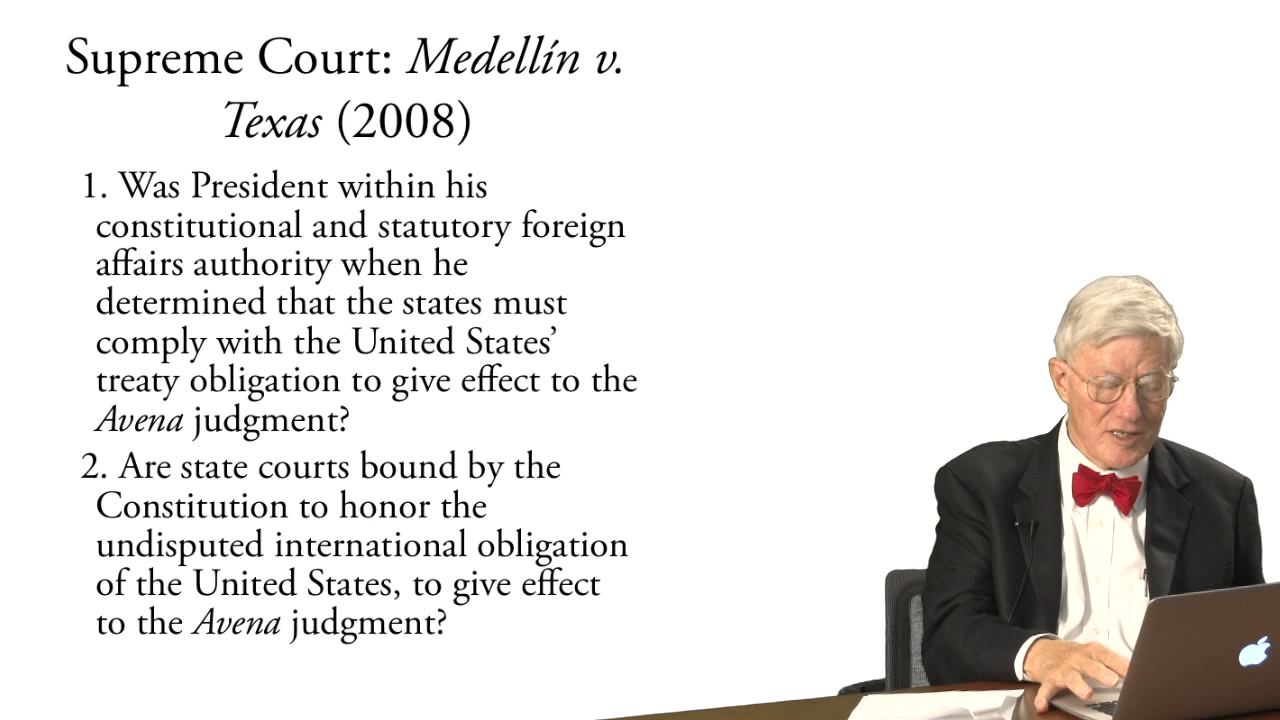 Supreme Court: Medellín v.
Texas (2008)
1. Was President within his
constitutional and statutory foreign
affairs authority when he
determined that the states must
comply with the United States’
treaty obligation to give effect to the
Avena judgment?
2. Are state courts bound by the
Constitution to honor the
undisputed international obligation
of the United States, to give effect
to the Avena judgment?